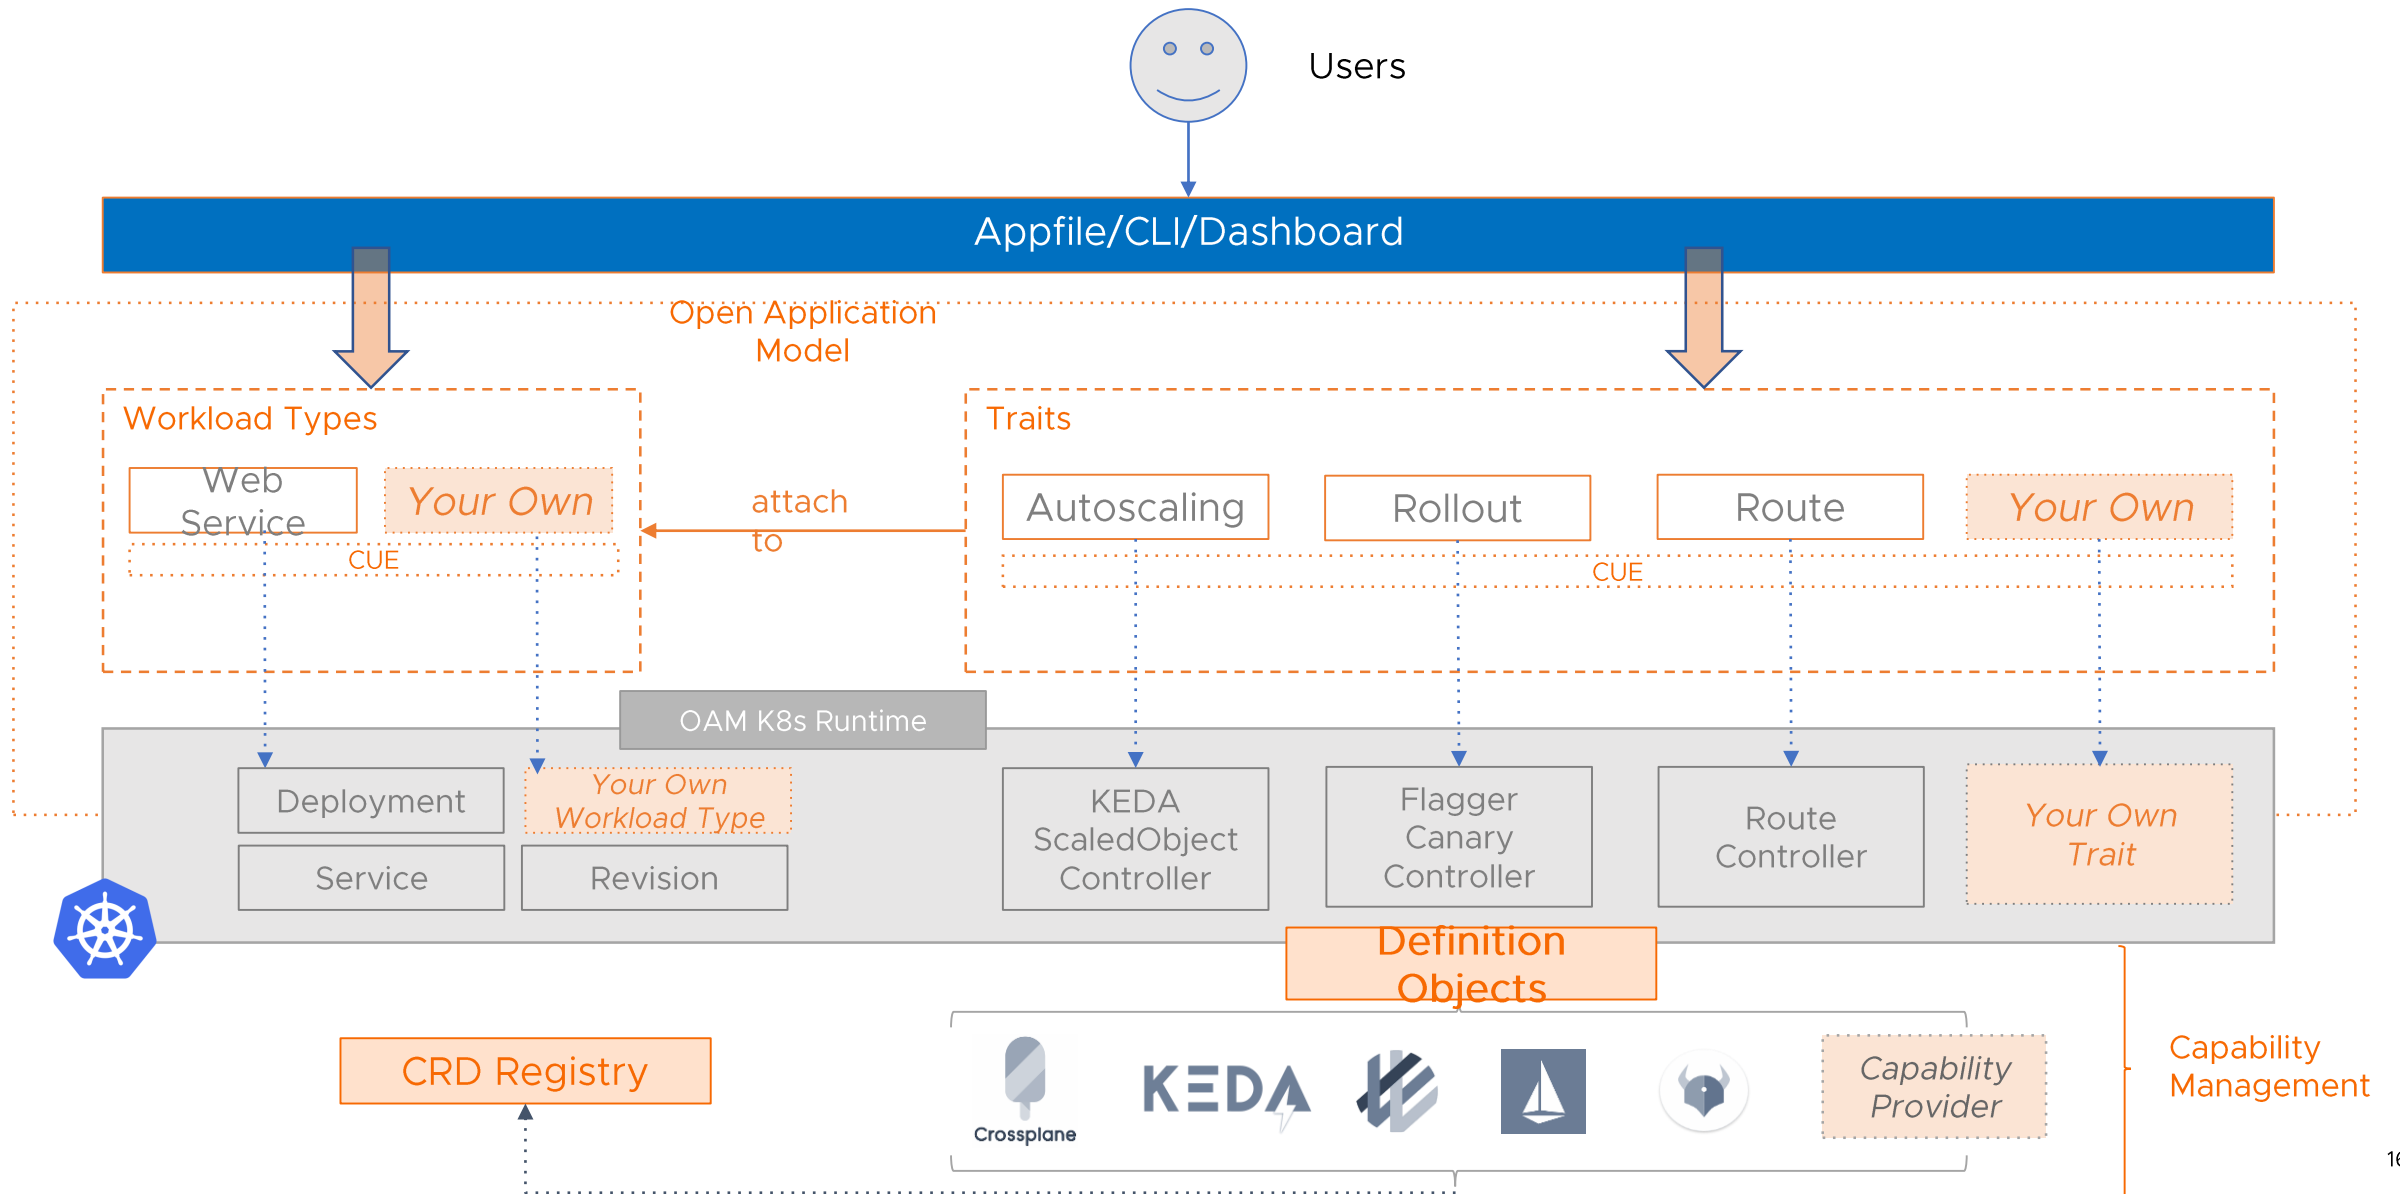 Users
Appfile/CLI/Dashboard
Open Application
Model
Workload Types
Web
Service
Your Own
CUE
attach
to
Traits
Autoscaling
Rollout
Route
Your Own
CUE
OAM K8s Runtime
Deployment
Your Own
Workload Type
Service
Revision
KEDA
ScaledObject
Controller
Flagger
Canary
Controller
Route
Controller
Your Own
Trait
Definition
Objects
CRD Registry
Crossplane
KEDA
Capability
Provider
Capability
Management